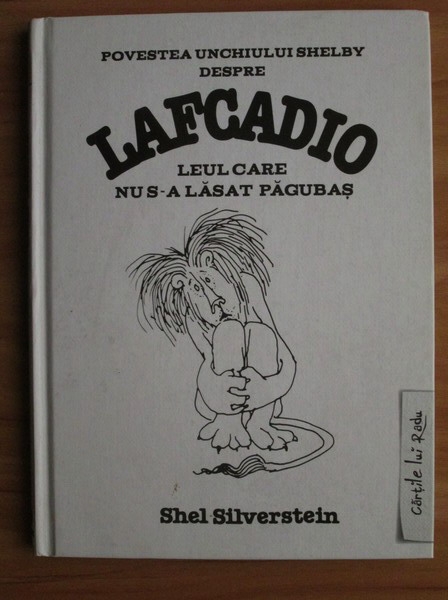 POVESTEA UNCHIULUI SHELBY
DESPRE
LAFCADIO
LEUL CARE
NU S-A LĂSAT PĂGUBAȘ
Shel Silverstein
Cărțile lui Radu